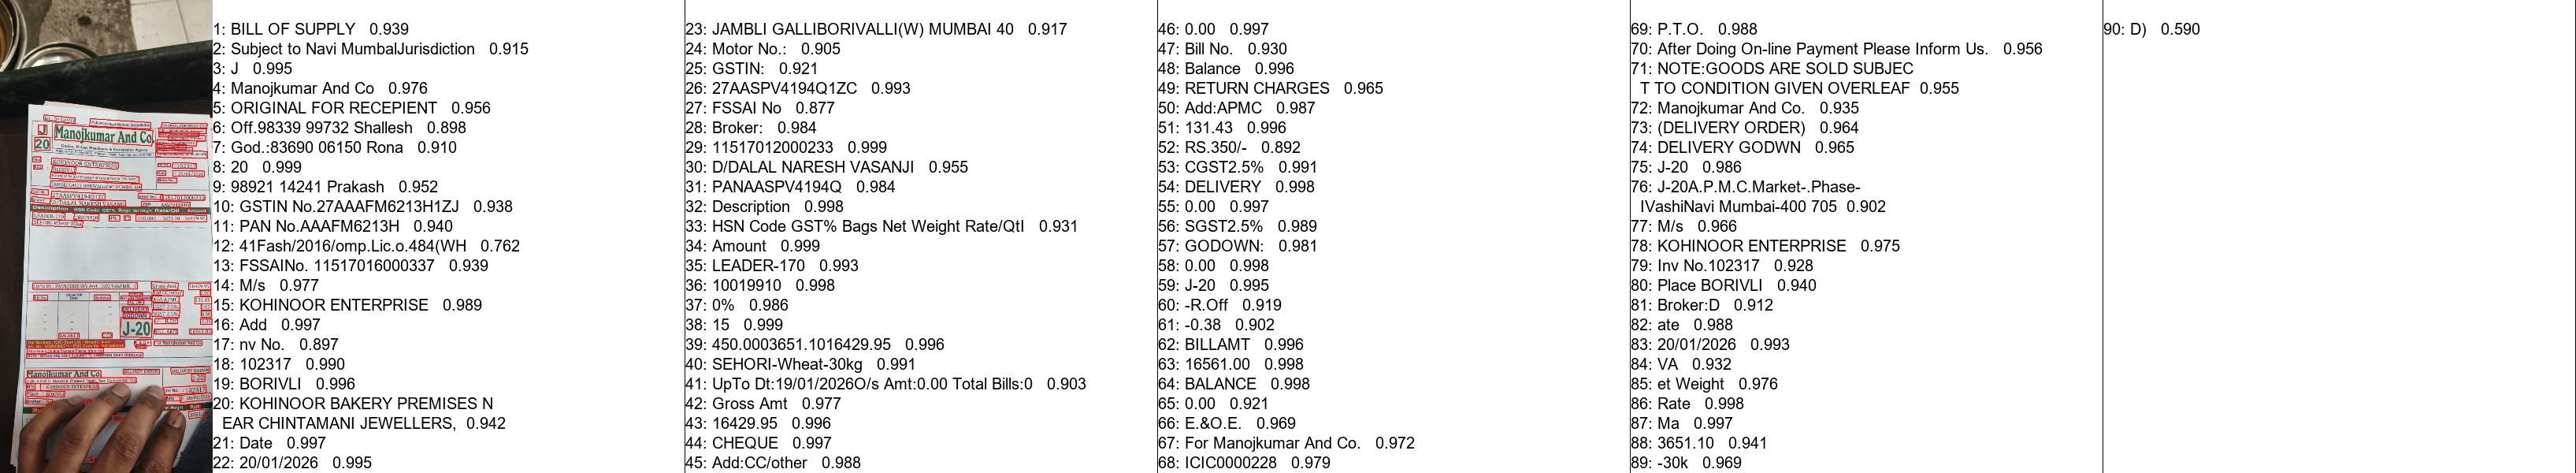 1: BILL OF SUPPLY 0.939
2: Subject to Navi MumbalJurisdiction 0.915
3: J 0.995
4: Manojkumar And Co 0.976
5: ORIGINAL FOR RECEPIENT 0.956
6: Off.98339 99732 Shallesh 0.898
7: God.:83690 06150 Rona 0.910
8: 20 0.999
9: 98921 14241 Prakash 0.952
10: GSTIN No.27AAAFM6213H1ZJ 0.938
11: PAN No.AAAFM6213H 0.940
12: 41Fash/2016/omp.Lic.o.484(WH 0.762
13: FSSAINo. 11517016000337 0.939
14: M/s 0.977
15: KOHINOOR ENTERPRISE 0.989
16: Add 0.997
17: nv No. 0.897
18: 102317 0.990
19: BORIVLI 0.996
20: KOHINOOR BAKERY PREMISES N
EAR CHINTAMANI JEWELLERS, 0.942
21: Date 0.997
22: 20/01/2026 0.995
23: JAMBLI GALLIBORIVALLI(W) MUMBAI 40 0.917
24: Motor No.: 0.905
25: GSTIN: 0.921
26: 27AASPV4194Q1ZC 0.993
27: FSSAI No 0.877
28: Broker: 0.984
29: 11517012000233 0.999
30: D/DALAL NARESH VASANJI 0.955
31: PANAASPV4194Q 0.984
32: Description 0.998
33: HSN Code GST% Bags Net Weight Rate/Qtl 0.931
34: Amount 0.999
35: LEADER-170 0.993
36: 10019910 0.998
37: 0% 0.986
38: 15 0.999
39: 450.0003651.1016429.95 0.996
40: SEHORI-Wheat-30kg 0.991
41: UpTo Dt:19/01/2026O/s Amt:0.00 Total Bills:0 0.903
42: Gross Amt 0.977
43: 16429.95 0.996
44: CHEQUE 0.997
45: Add:CC/other 0.988
46: 0.00 0.997
47: Bill No. 0.930
48: Balance 0.996
49: RETURN CHARGES 0.965
50: Add:APMC 0.987
51: 131.43 0.996
52: RS.350/- 0.892
53: CGST2.5% 0.991
54: DELIVERY 0.998
55: 0.00 0.997
56: SGST2.5% 0.989
57: GODOWN: 0.981
58: 0.00 0.998
59: J-20 0.995
60: -R.Off 0.919
61: -0.38 0.902
62: BILLAMT 0.996
63: 16561.00 0.998
64: BALANCE 0.998
65: 0.00 0.921
66: E.&O.E. 0.969
67: For Manojkumar And Co. 0.972
68: ICIC0000228 0.979
69: P.T.O. 0.988
70: After Doing On-line Payment Please Inform Us. 0.956
71: NOTE:GOODS ARE SOLD SUBJEC
T TO CONDITION GIVEN OVERLEAF 0.955
72: Manojkumar And Co. 0.935
73: (DELIVERY ORDER) 0.964
74: DELIVERY GODWN 0.965
75: J-20 0.986
76: J-20A.P.M.C.Market-.Phase-
IVashiNavi Mumbai-400 705 0.902
77: M/s 0.966
78: KOHINOOR ENTERPRISE 0.975
79: Inv No.102317 0.928
80: Place BORIVLI 0.940
81: Broker:D 0.912
82: ate 0.988
83: 20/01/2026 0.993
84: VA 0.932
85: et Weight 0.976
86: Rate 0.998
87: Ma 0.997
88: 3651.10 0.941
89: -30k 0.969
90: D) 0.590